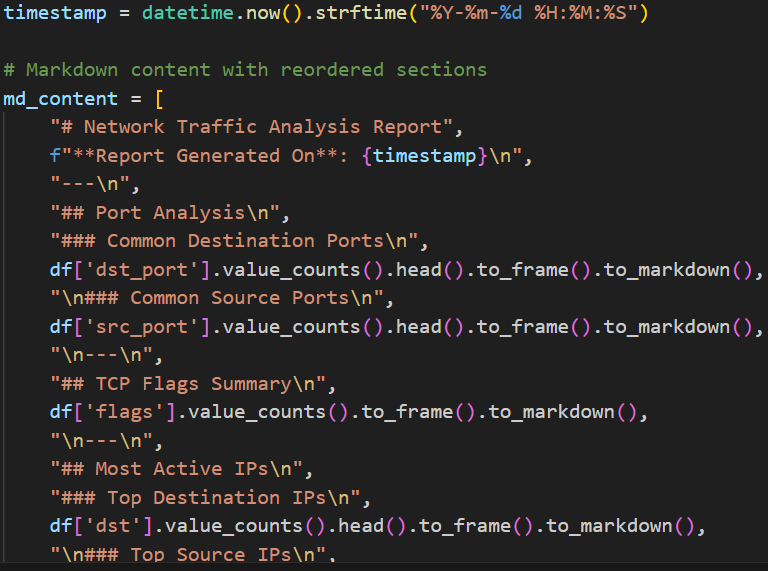 timestamp = datetime.now().strftime("%Y-%m-%d %H:%M:%S")
# Markdown content with reordered sections
md_content = [
"# Network Traffic Analysis Report",
f"**Report Generated On**: {timestamp}\n",
"---\n",
"## Port Analysis\n",
"### Common Destination Ports\n",
df['dst_port'].value_counts().head().to_frame().to_markdown(),
"\n### Common Source Ports\n",
df['src_port'].value_counts().head().to_frame().to_markdown(),
"\n---\n",
"## TCP Flags Summary\n",
df['flags'].value_counts().to_frame().to_markdown(),
"\n---\n",
"## Most Active IPs\n",
"### Top Destination IPs\n",
df['dst'].value_counts().head().to_frame().to_markdown(),
"\n### Top Source IPs\n",